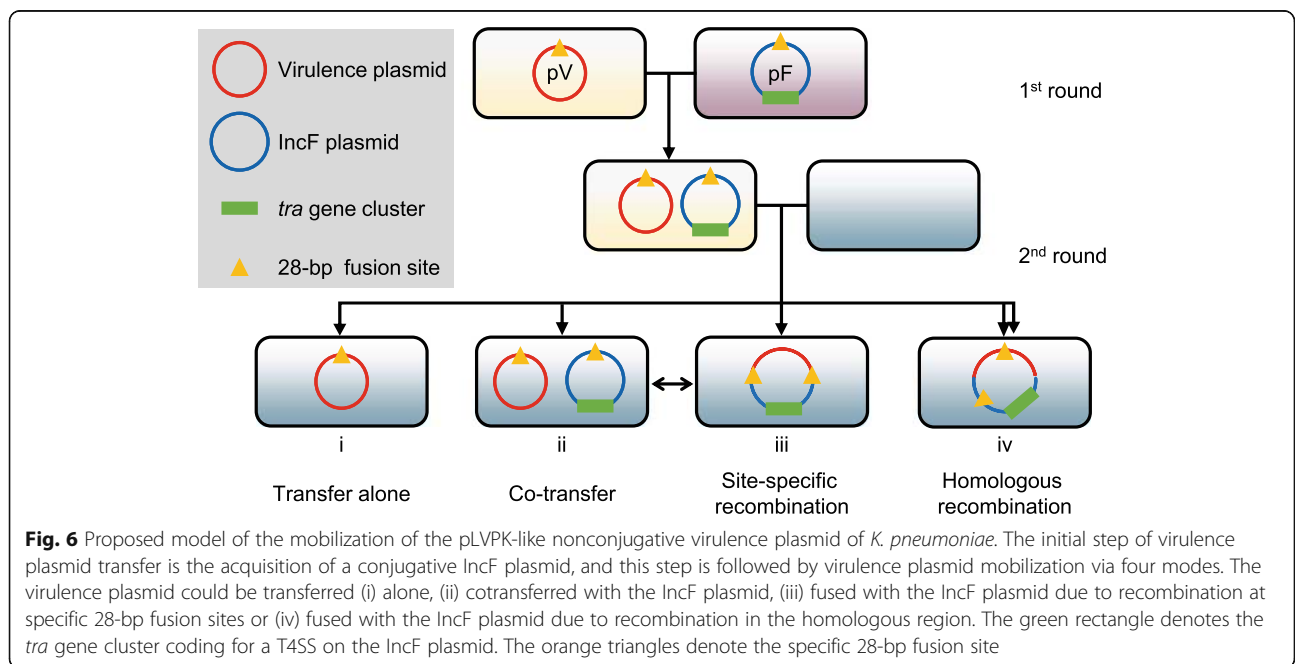 Virulence plasmid
IncF plasmid
tra gene cluster
28-bp fusion site
pV
pF
1st round
2nd round
i
ii
iii
iv
Transfer alone
Co-transfer
Site-specific
recombination
Homologous
recombination
Fig. 6 Proposed model of the mobilization of the pLVPK-like nonconjugative virulence plasmid of K. pneumoniae. The initial step of virulence
plasmid transfer is the acquisition of a conjugative IncF plasmid, and this step is followed by virulence plasmid mobilization via four modes. The
virulence plasmid could be transferred (i) alone, (ii) cotransferred with the IncF plasmid, (iii) fused with the IncF plasmid due to recombination at
specific 28-bp fusion sites or (iv) fused with the IncF plasmid due to recombination in the homologous region. The green rectangle denotes the
tra gene cluster coding for a T4SS on the IncF plasmid. The orange triangles denote the specific 28-bp fusion site